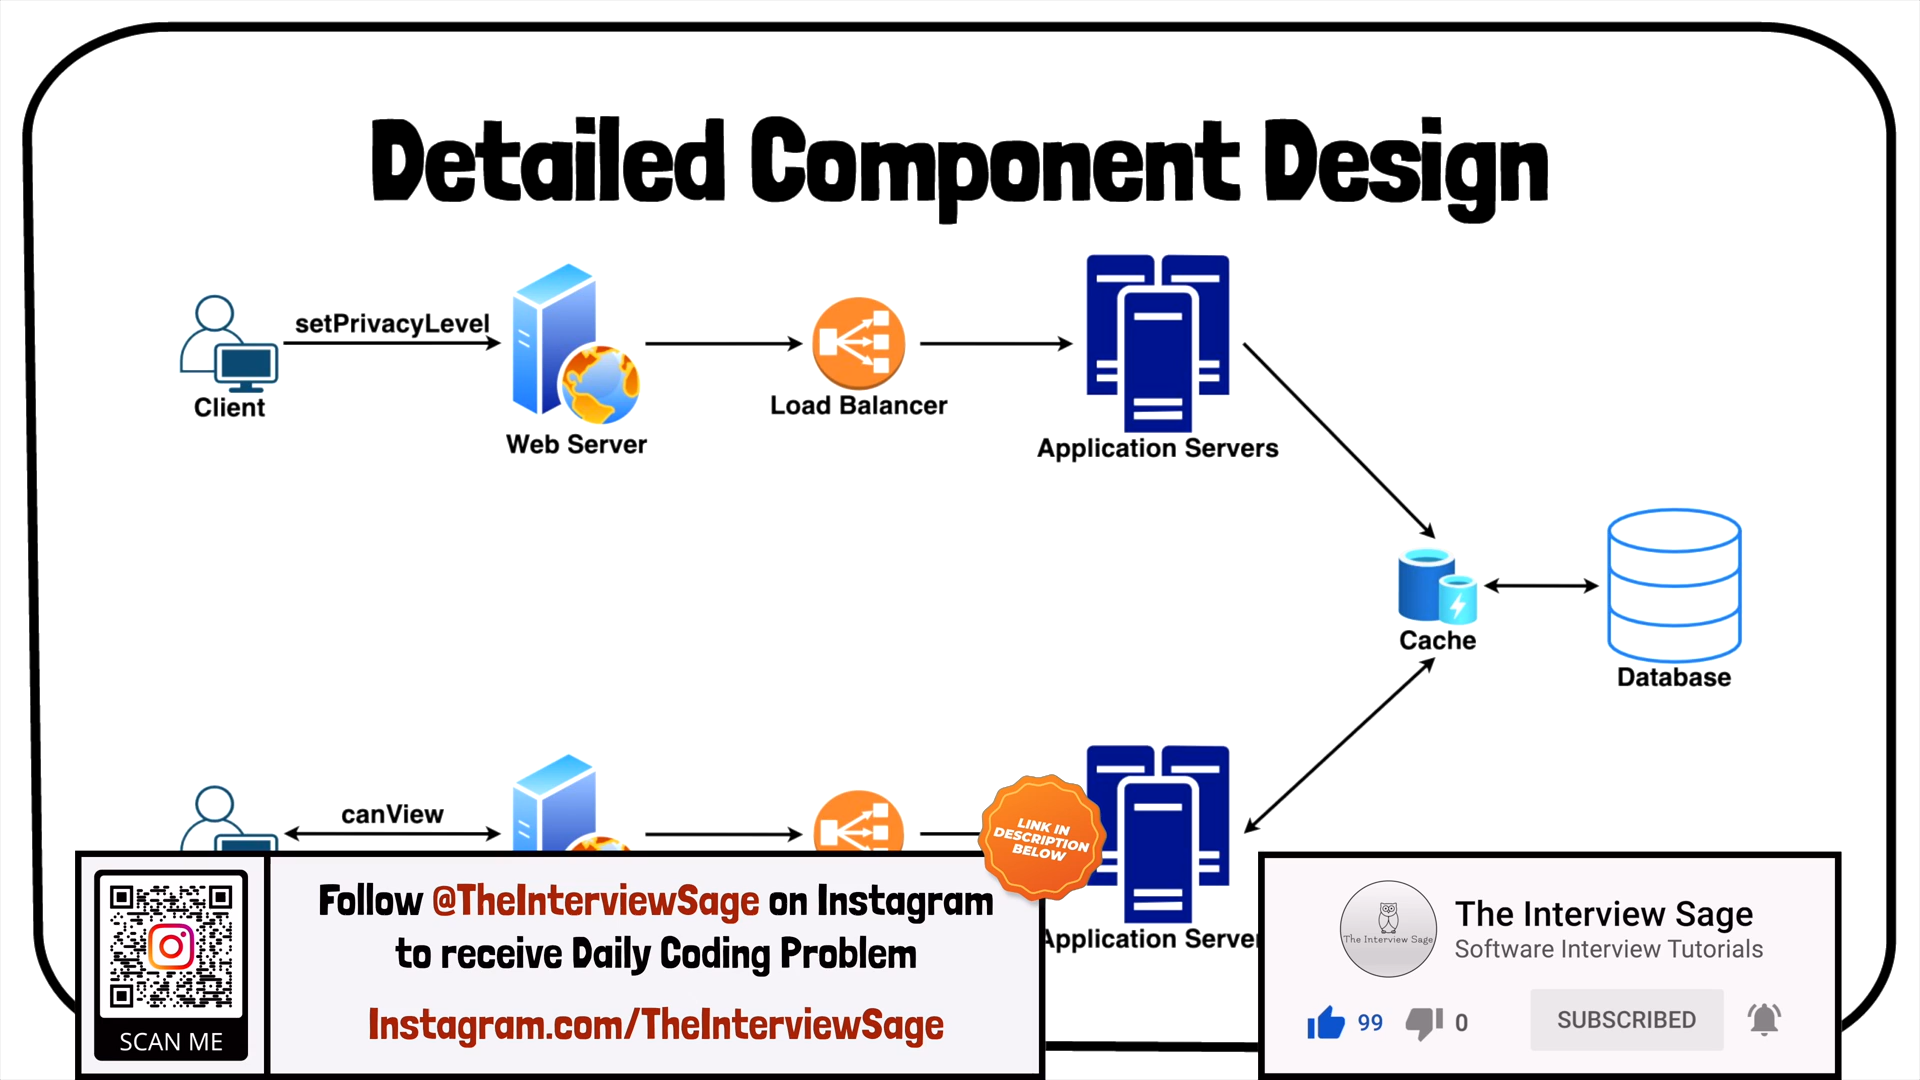 Detailed Component Design
setPrivacyLevel
Client
Web Server
Load Balancer
Application Servers
Cache
Database
canView
LINK IN
DESCRIPTION
BELOW
Application Server
SCAN ME
Follow @TheInterviewSage on Instagram
to receive Daily Coding Problem
Instagram.com/TheInterviewSage
The Interview Sage
The Interview Sage
Software Interview Tutorials
99
0
SUBSCRIBED